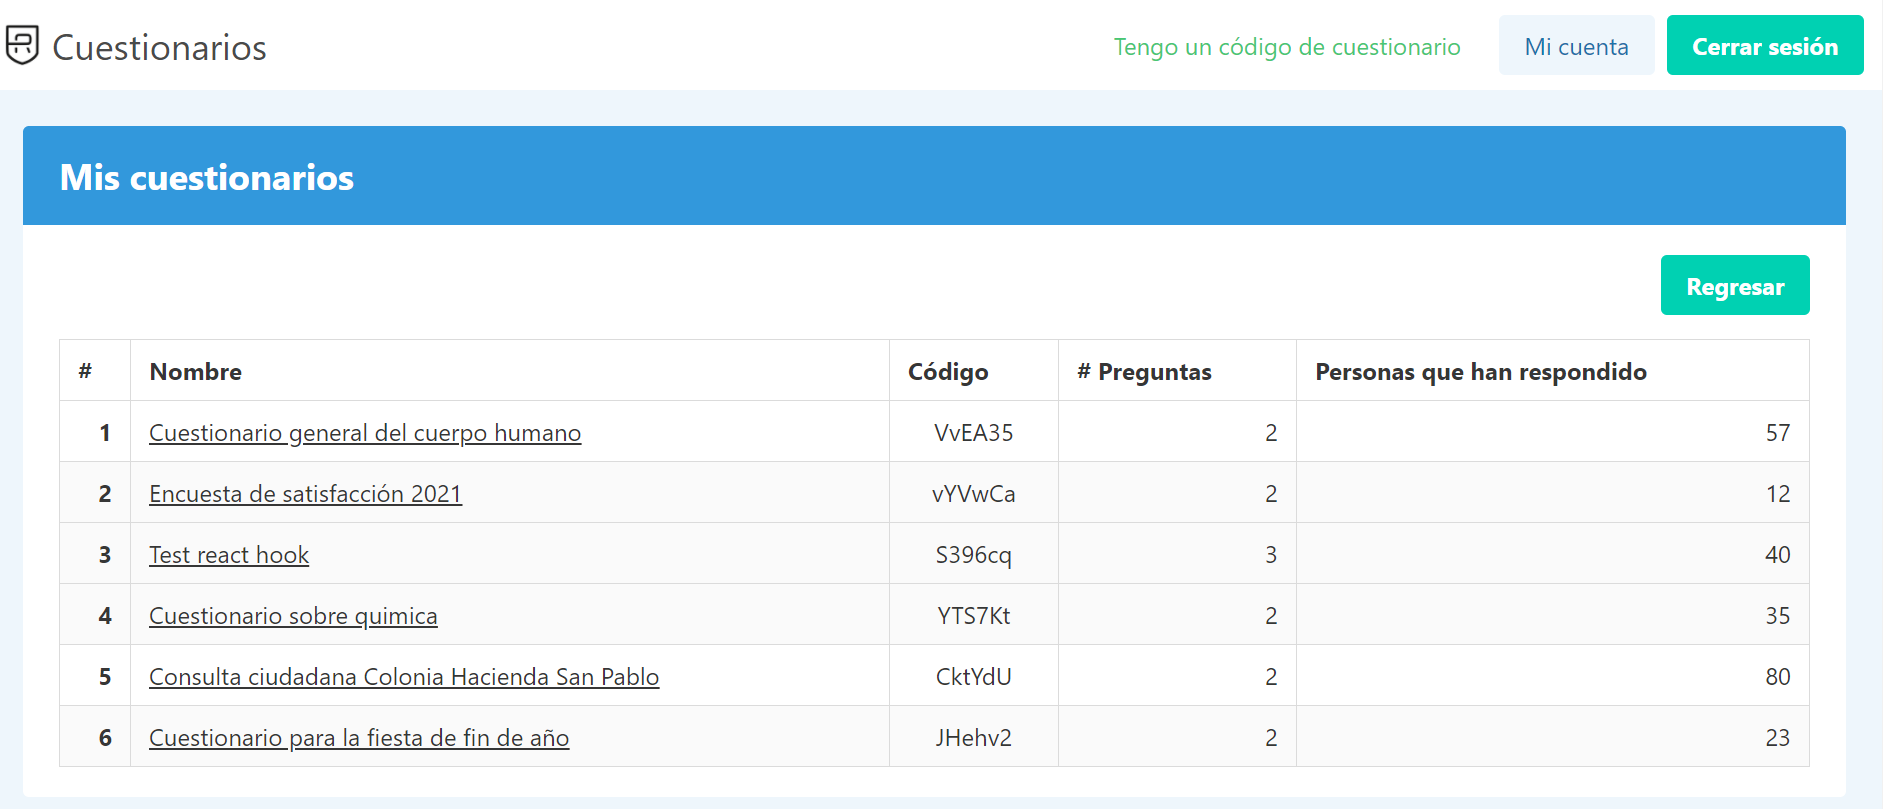 Cuestionarios Tengo un código de cuestionario Mi cuenta Cerrar sesión
Mis cuestionarios
Regresar
# Nombre Código # Preguntas Personas que han respondido
1 Cuestionario general del cuerpo humano VvEA35 2 57
2 Encuesta de satisfacción 2021 vYVwCa 2 12
3 Test react hook S396cq 3 40
4 Cuestionario sobre quimica YTS7Kt 2 35
5 Consulta ciudadana Colonia Hacienda San Pablo CktYdU 2 80
6 Cuestionario para la fiesta de fin de año JHehv2 2 23